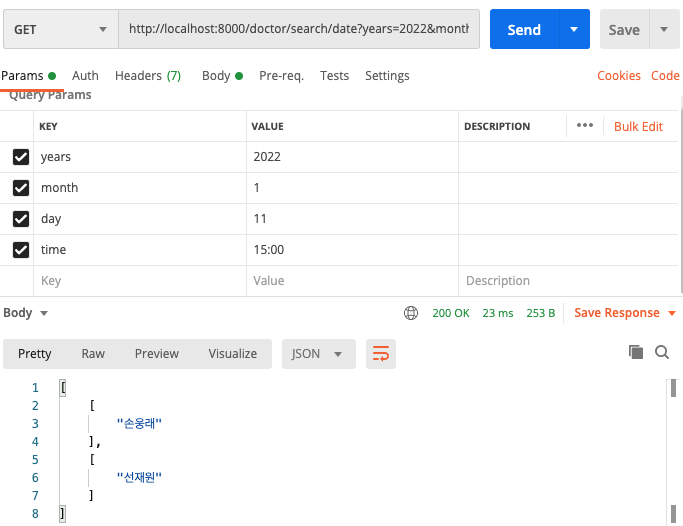 GET http://localhost:8000/doctor/search/date?years=2022&month Send Save
Params Auth Headers (7) Body Pre-req. Tests Settings Cookies Code
Query Params
KEY VALUE DESCRIPTION ••• Bulk Edit
years 2022
month 1
day 11
time 15:00
Key Value Description
Body 200 OK 23 ms 253 B Save Response
Pretty Raw Preview Visualize JSON
1 [
2 [
3 "손웅래"
4 ],
5 [
6 "선재원"
7 ]
8 ]